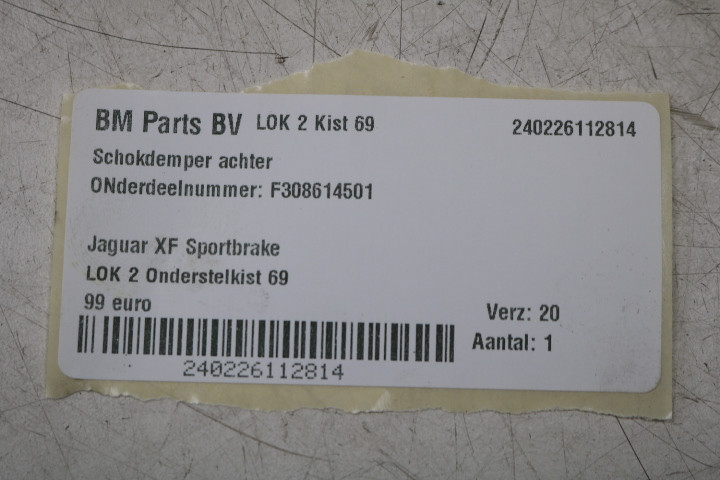 BM Parts BV LOK 2 Kist 69 240226112814
Schokdemper achter
ONderdeelnummer: F308614501
Jaguar XF Sportbrake
LOK 2 Onderstelkist 69
99 euro Verz: 20
Aantal: 1
240226112814